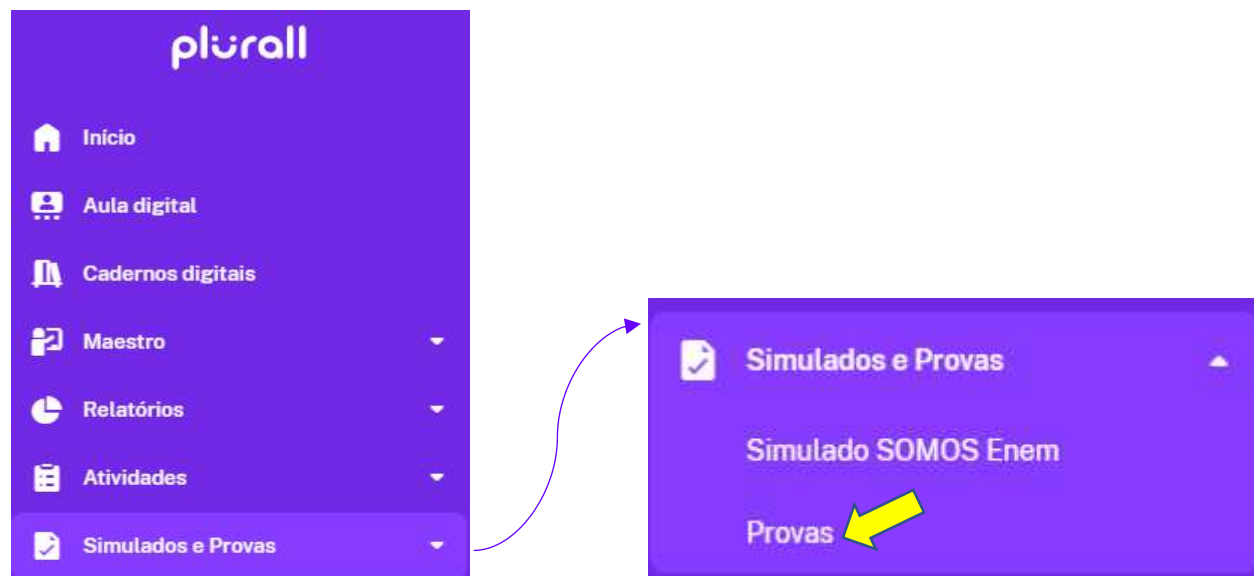 plurall
Início
Aula digital
Cadernos digitais
Maestro
Relatórios
Atividades
Simulados e Provas
Simulados e Provas
Simulado SOMOS Enem
Provas